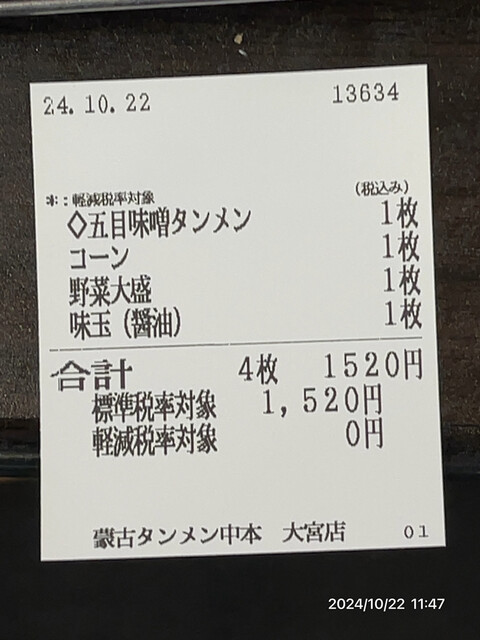 24.10.22 13634
*:軽減税率対象 (税込み)
◇五目味噌タンメン 1枚
コーン 1枚
野菜大盛 1枚
味玉(醤油) 1枚
合計 4枚 1520円
標準税率対象 1,520円
軽減税率対象 0円
蒙古タンメン中本 大宮店 01
2024/10/22 11:47